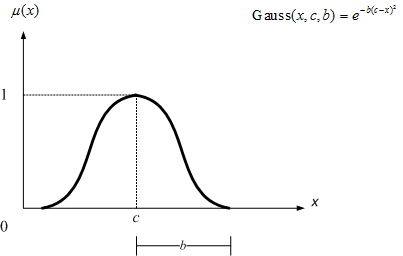 μ(x)
Gauss(x, c, b) = e^{-b(c-x)^2}
1
0
x
c
b